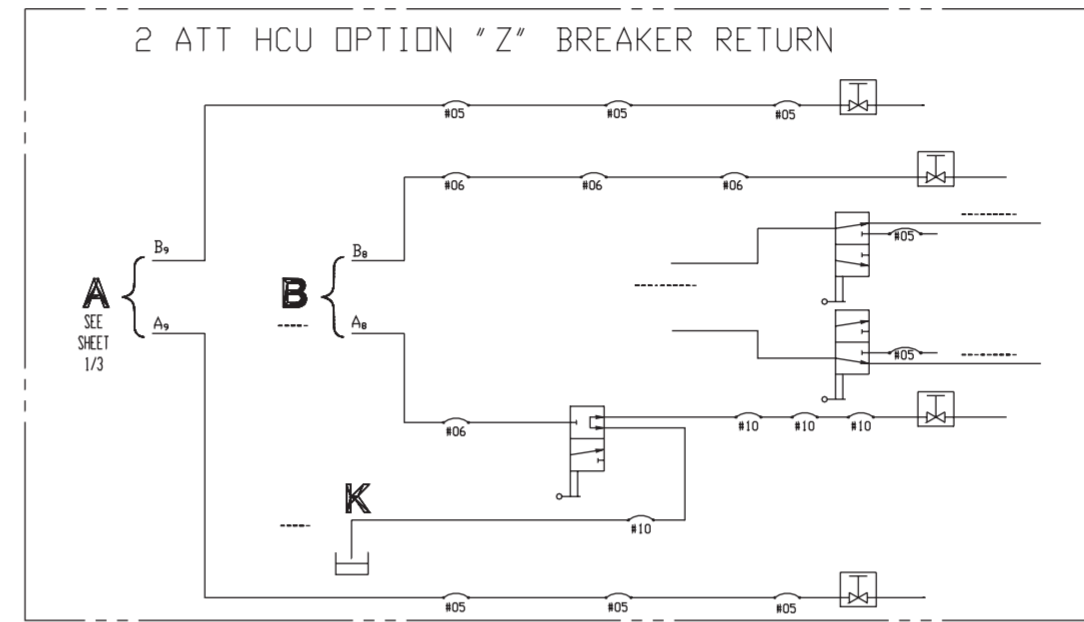 2 ATT HCU OPTION "Z" BREAKER RETURN
#05 #05 #05
#06 #06 #06
#05
B9 B8
A B
SEE
SHEET
1/3
A9 A8
#05
#06
#10 #10 #10
K
#10
#05 #05 #05